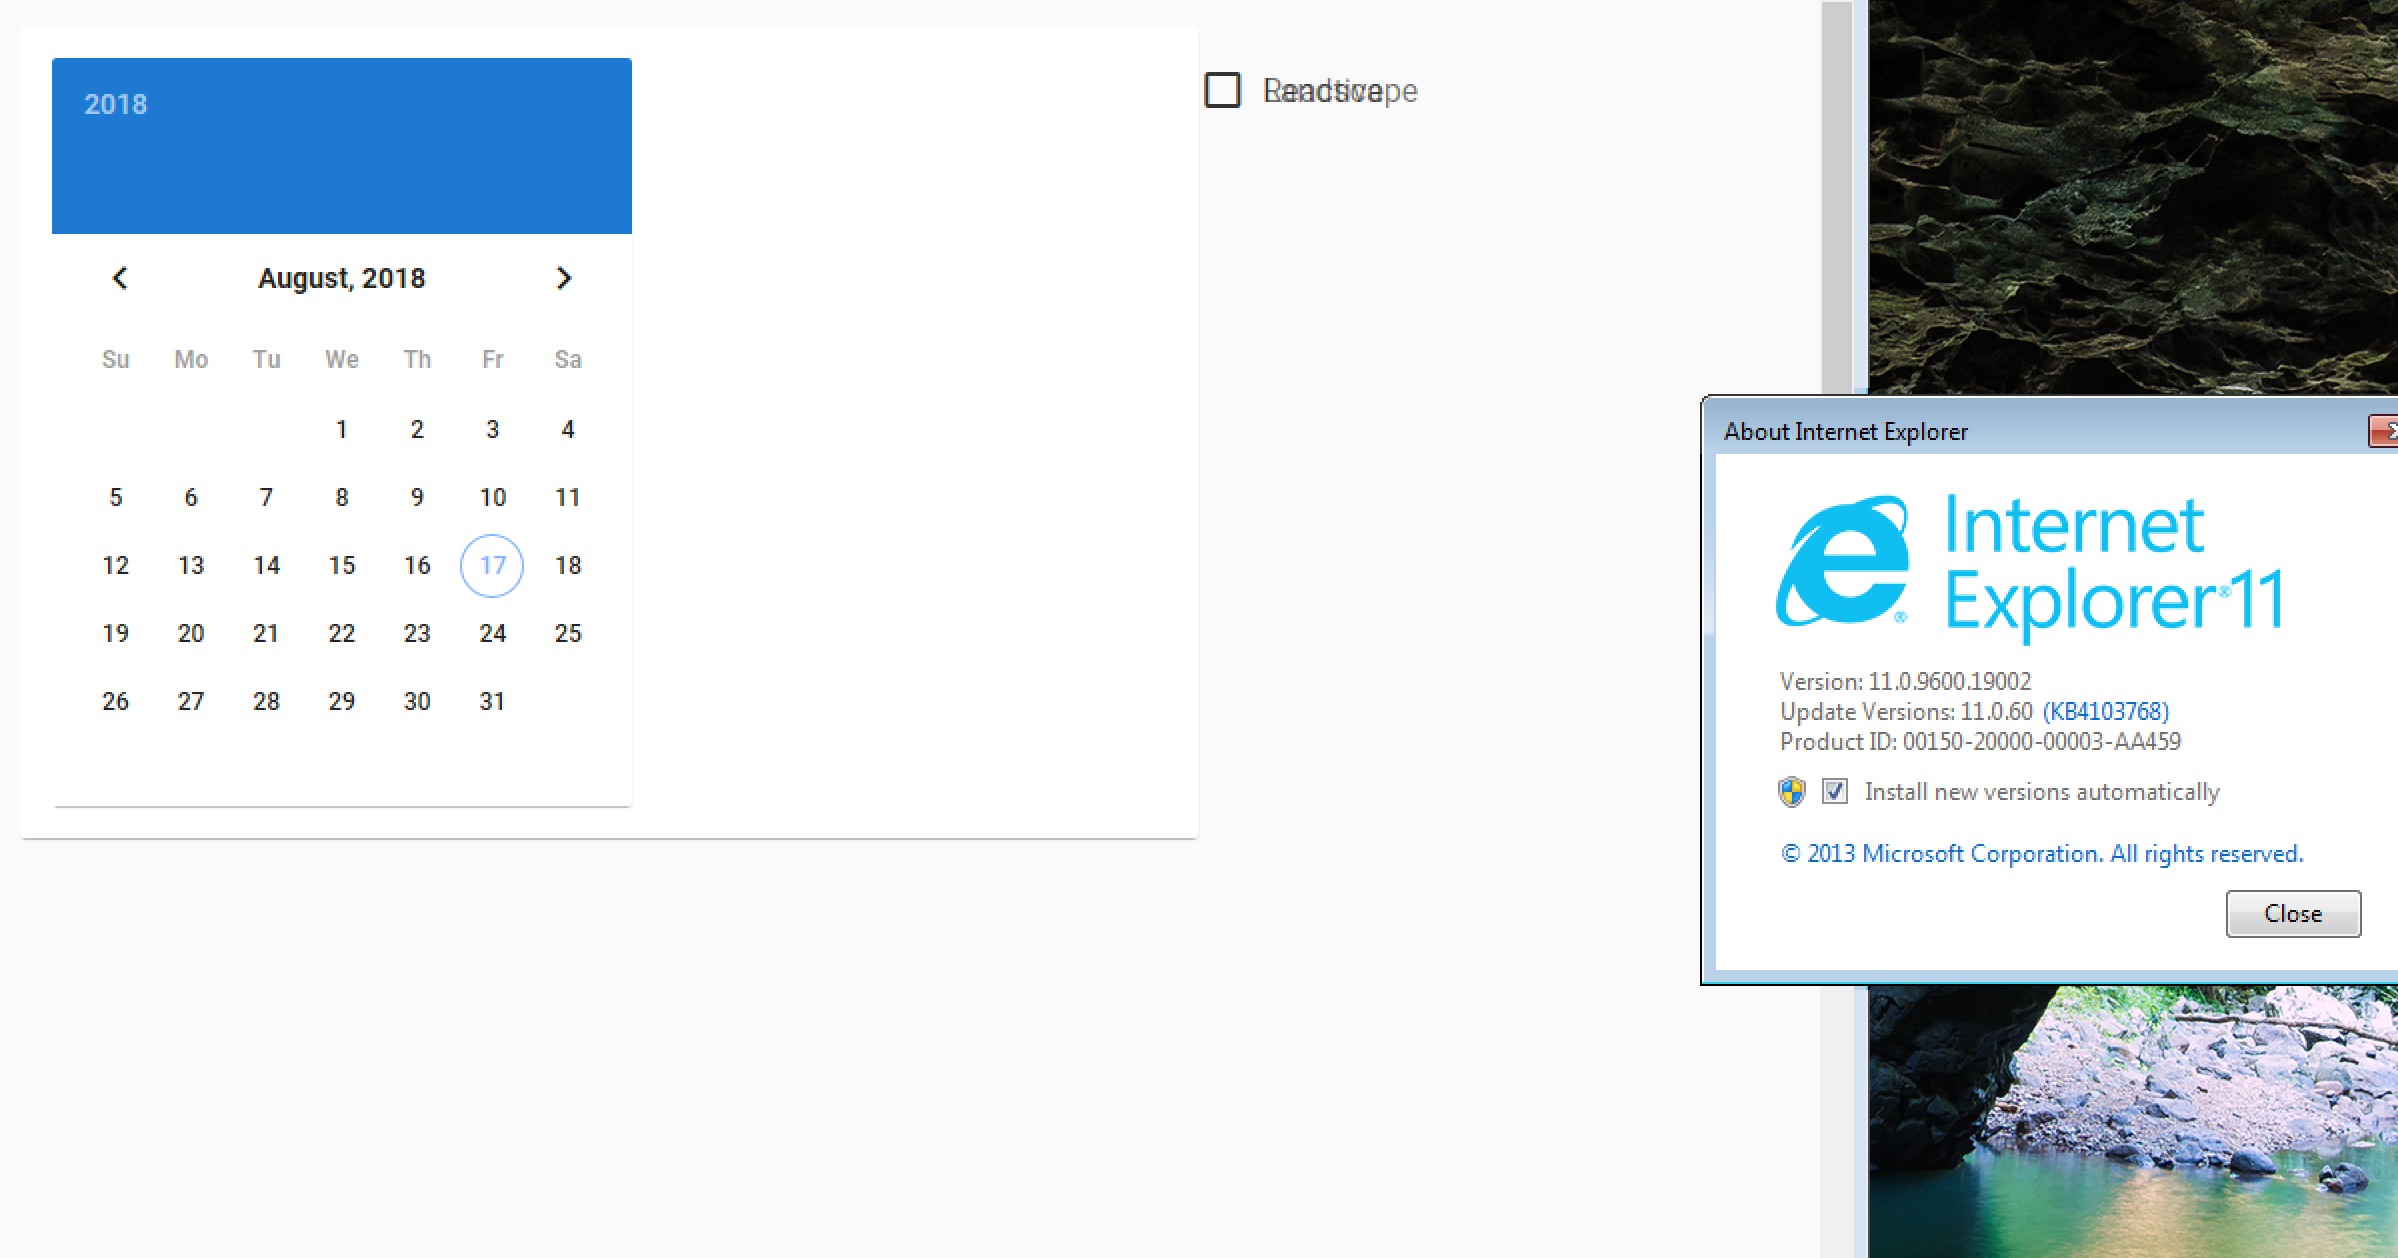 2018
August, 2018
Su Mo Tu We Th Fr Sa
1 2 3 4
5 6 7 8 9 10 11
12 13 14 15 16 17 18
19 20 21 22 23 24 25
26 27 28 29 30 31
Landscape
Reactive
About Internet Explorer
Internet
Explorer®11
Version: 11.0.9600.19002
Update Versions: 11.0.60 (KB4103768)
Product ID: 00150-20000-00003-AA459
Install new versions automatically
© 2013 Microsoft Corporation. All rights reserved.
Close